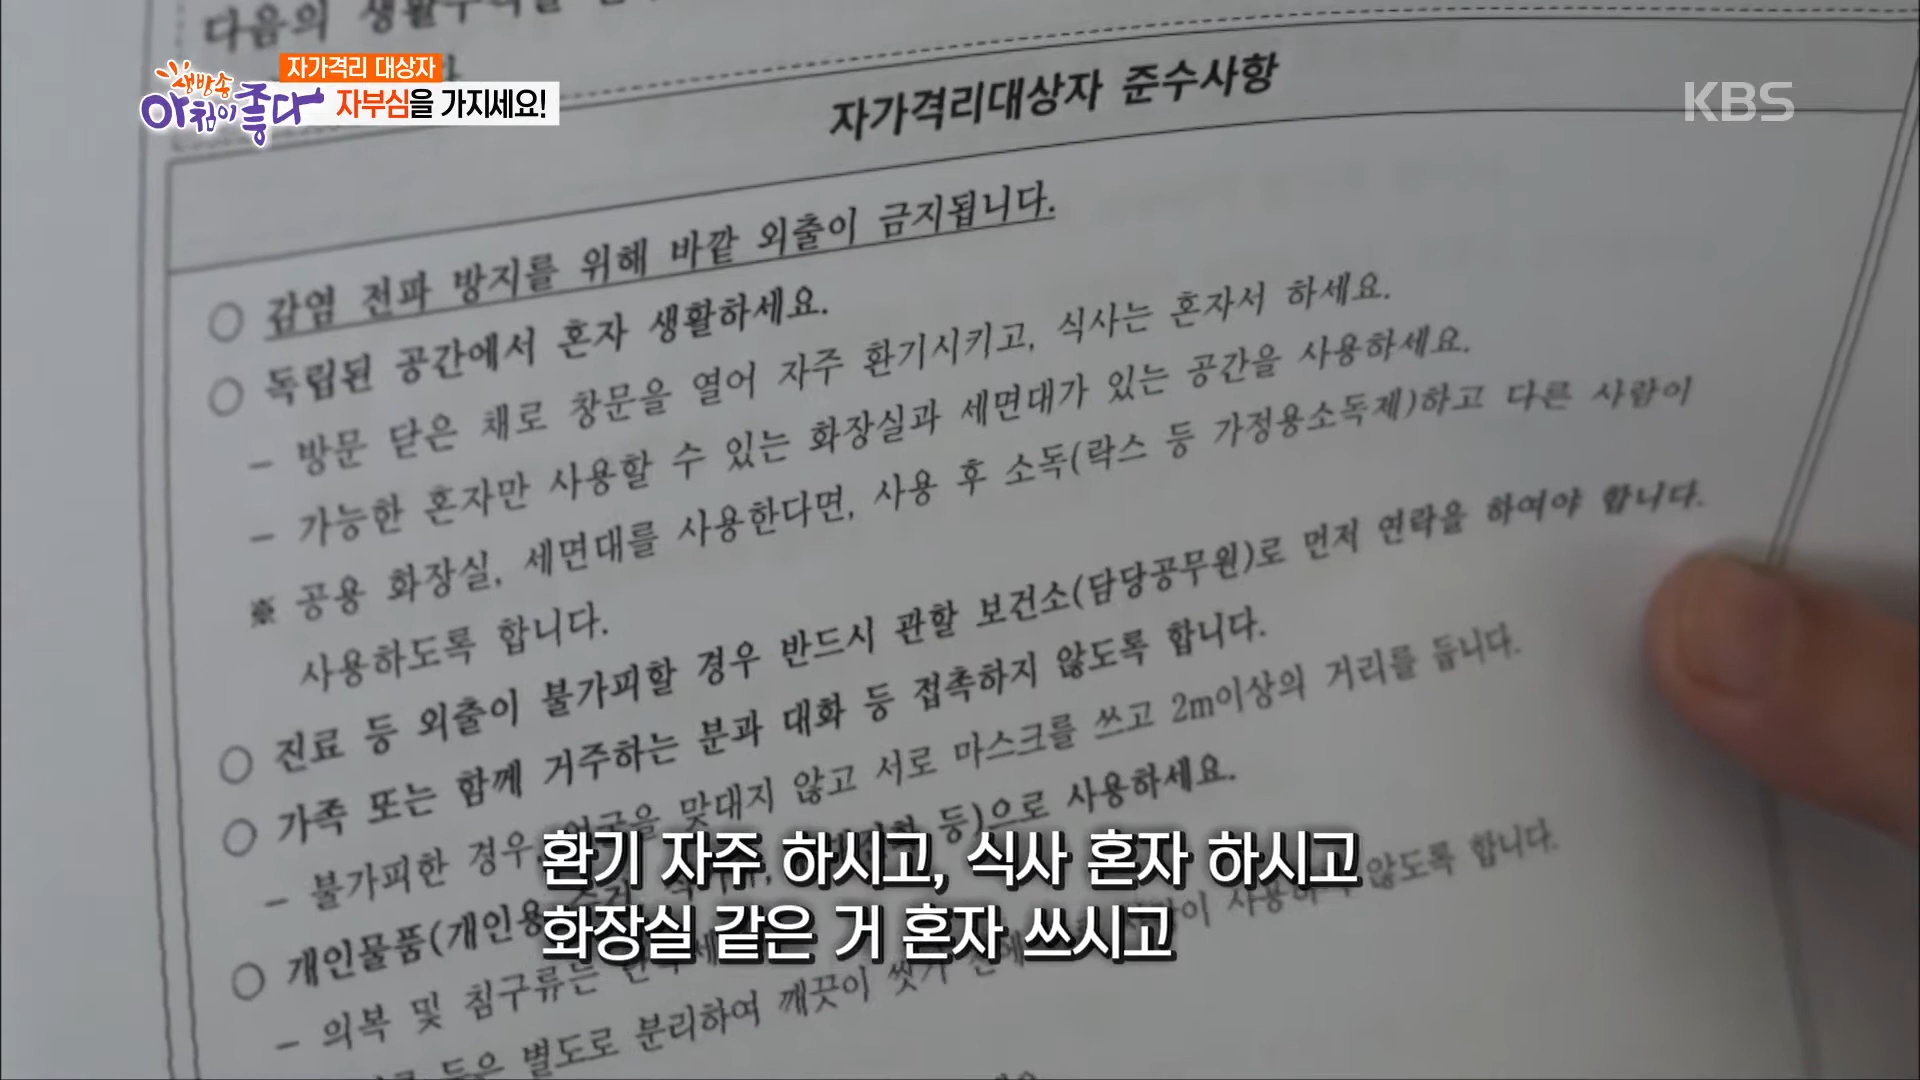 다음의
자가격리 대상자
생방송
아침이 좋다
자부심을 가지세요!
KBS
자가격리대상자 준수사항
○ 감염 전파 방지를 위해 바깥 외출이 금지됩니다.
○ 독립된 공간에서 혼자 생활하세요.
– 방문 닫은 채로 창문을 열어 자주 환기시키고, 식사는 혼자서 하세요.
– 가능한 혼자만 사용할 수 있는 화장실과 세면대가 있는 공간을 사용하세요.
※ 공용 화장실, 세면대를 사용한다면, 사용 후 소독(락스 등 가정용소독제)하고 다른 사람이
사용하도록 합니다.
○ 진료 등 외출이 불가피할 경우 반드시 관할 보건소(담당공무원)로 먼저 연락을 하여야 합니다.
○ 가족 또는 함께 거주하는 분과 대화 등 접촉하지 않도록 합니다.
– 불가피한 경우 맞대지 않고 서로 마스크를 쓰고 2m이상의 거리를 둡니다.
○ 개인물품(개인용 등)으로 사용하세요.
– 의복 및 침구류는 않도록 합니다.
등은 별도로 분리하여 깨끗이 씻기
환기 자주 하시고, 식사 혼자 하시고
화장실 같은 거 혼자 쓰시고